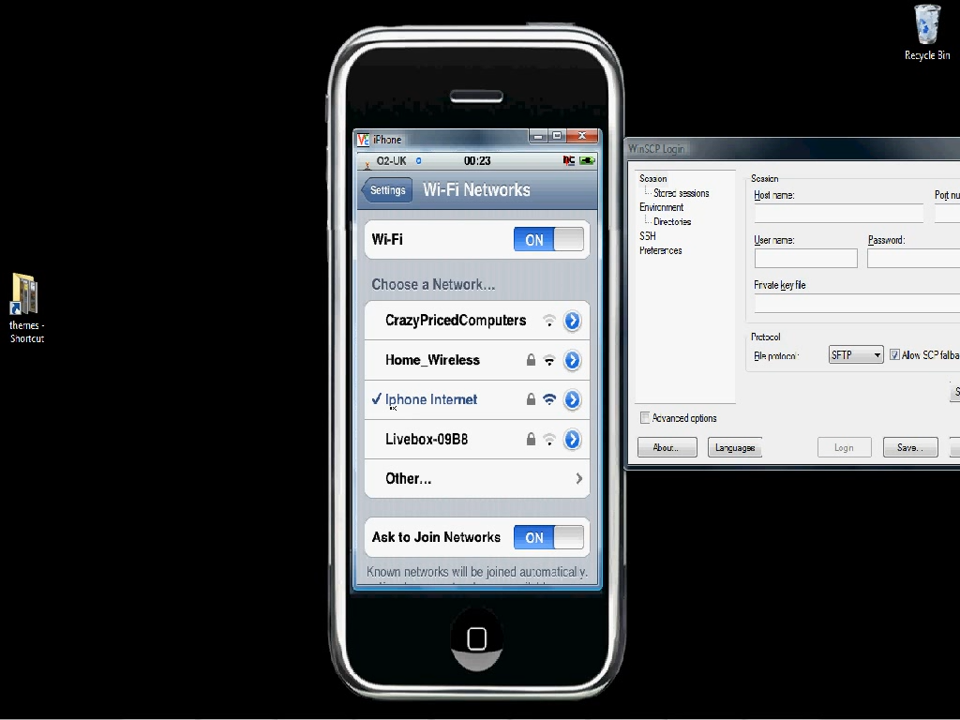 Recycle Bin
themes -
Shortcut
iPhone
O2-UK 00:23
Settings Wi-Fi Networks
Wi-Fi ON
Choose a Network...
CrazyPricedComputers
Home_Wireless
✓ Iphone Internet
Livebox-09B8
Other...
Ask to Join Networks ON
Known networks will be joined automatically.
WinSCP Login
Session
Stored sessions
Environment
Directories
SSH
Preferences
Session
Host name: Port nu
User name: Password:
Private key file
Protocol
File protocol: SFTP Allow SCP fallba
Advanced options
About... Languages Login Save...